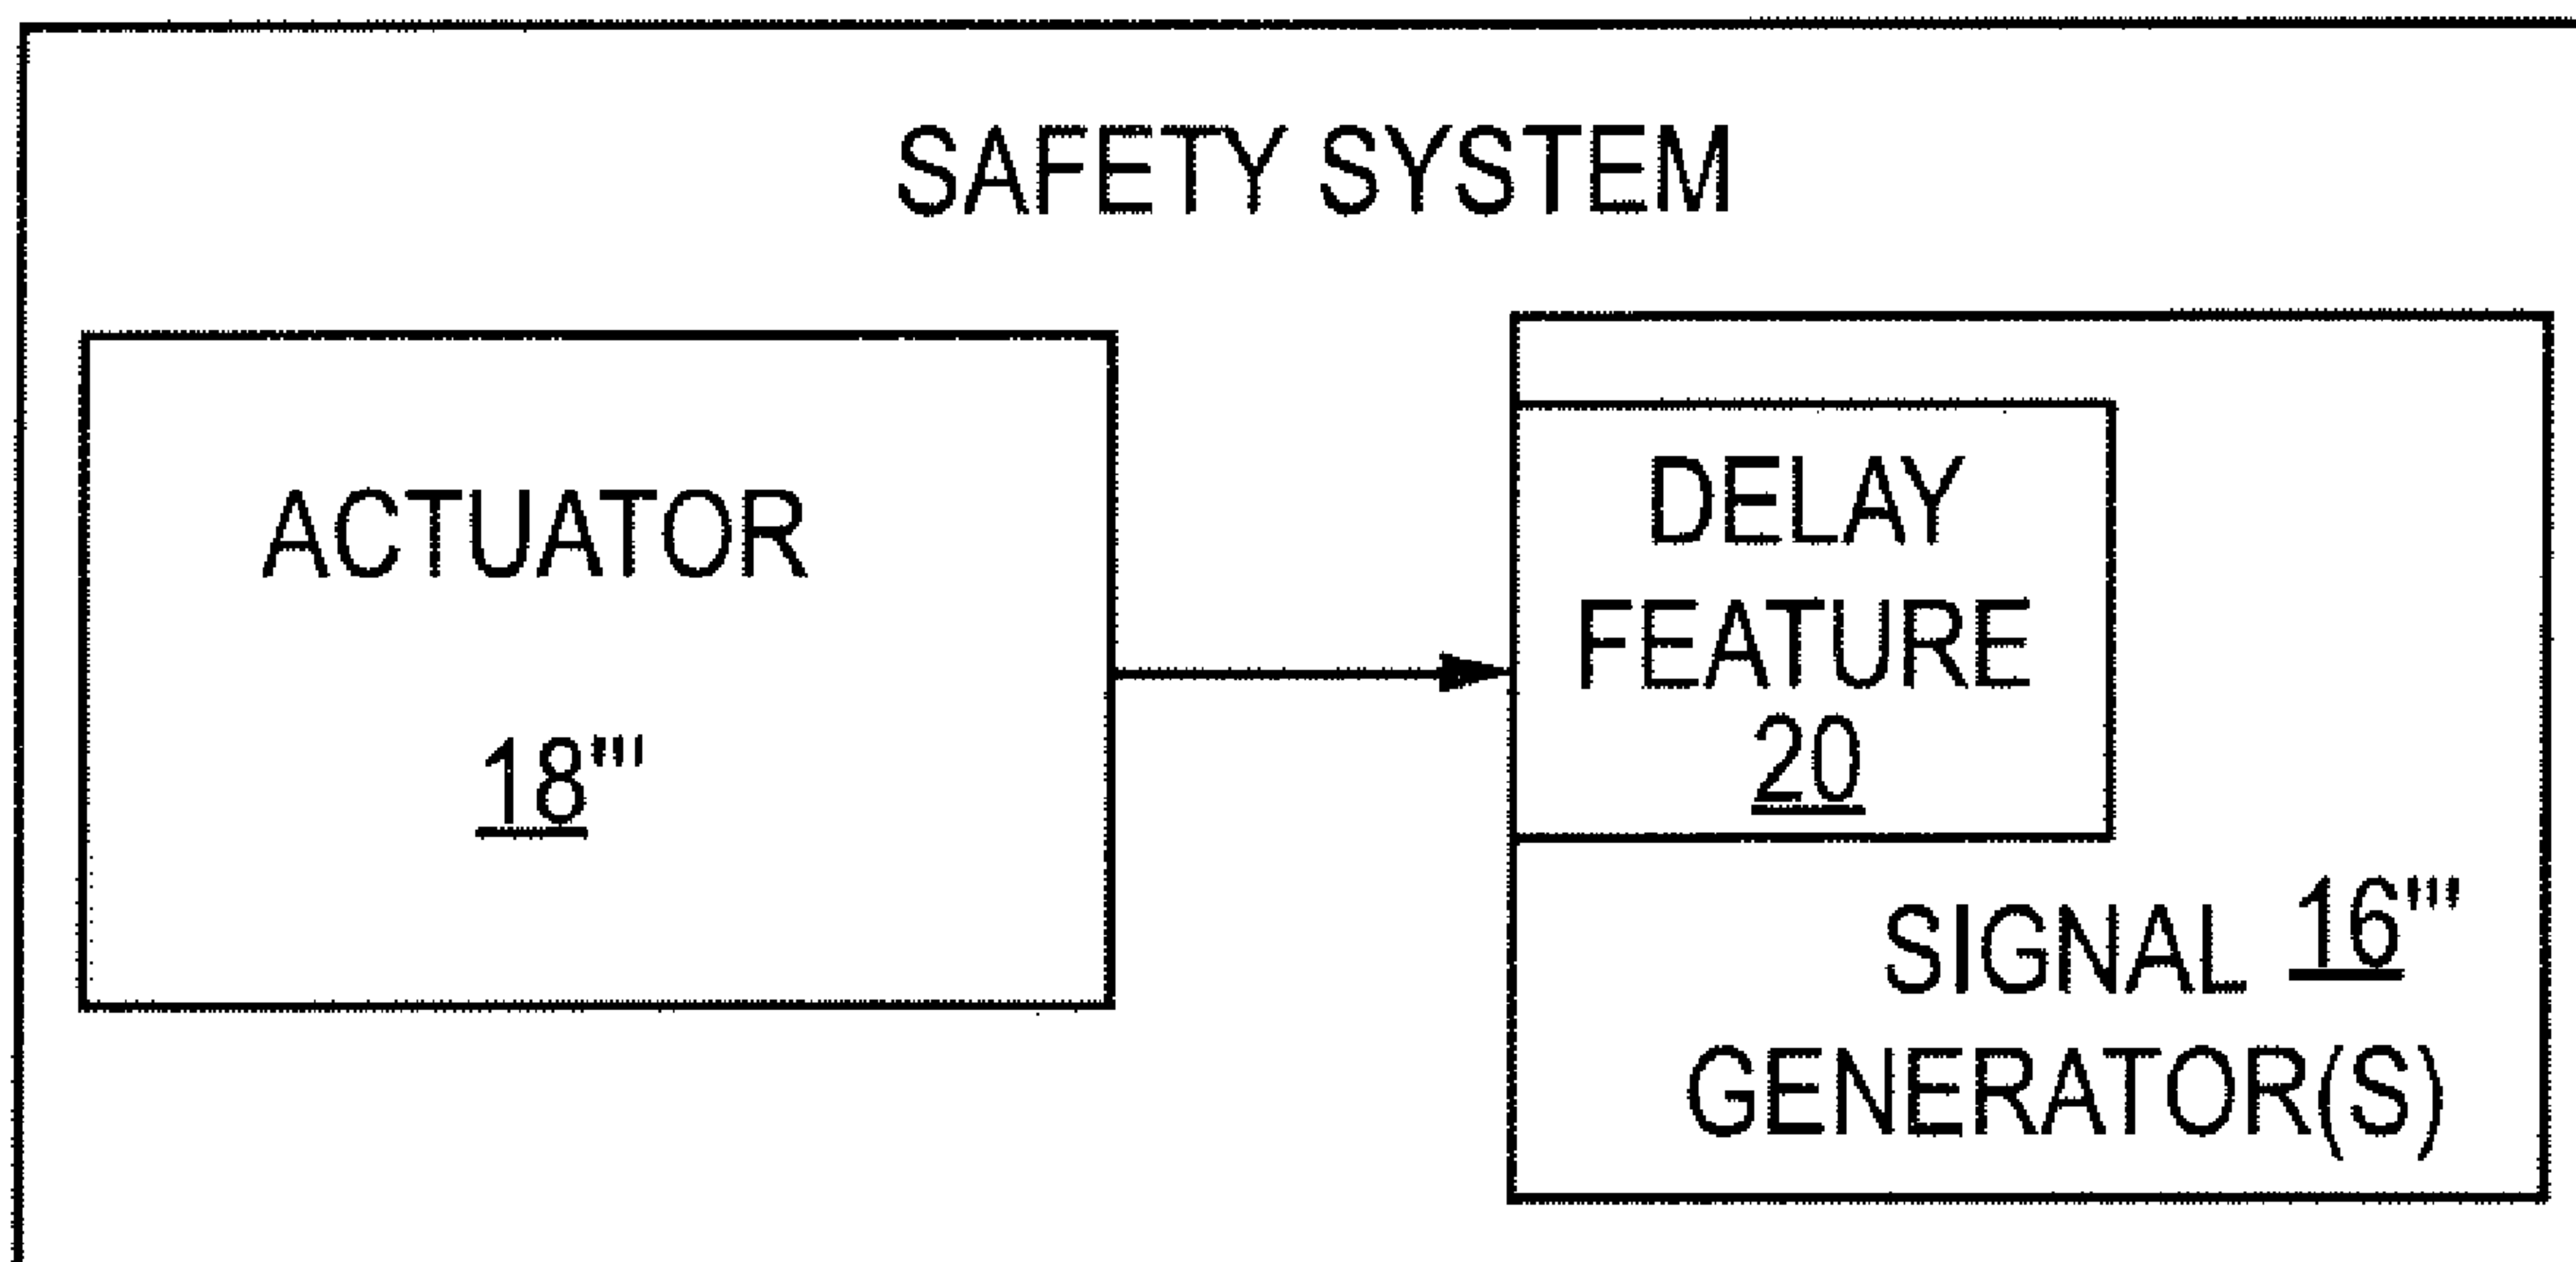 SAFETY SYSTEM
ACTUATOR
18'''
DELAY
FEATURE
20
SIGNAL 16'''
GENERATOR(S)